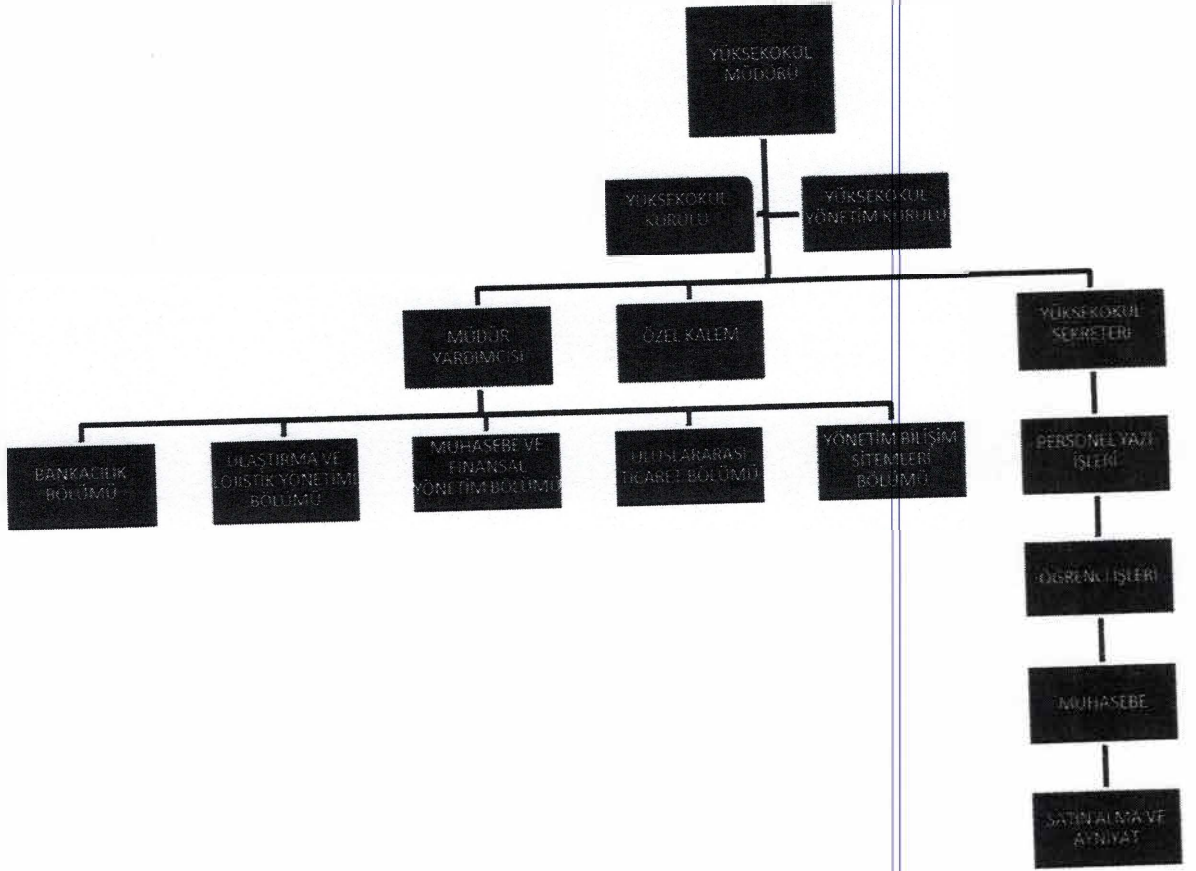 YÜKSEKOKUL
MÜDÜRÜ
YÜKSEKOKUL
KURULU
YÜKSEKOKUL
YÖNETİM KURULU
MÜDÜR
YARDIMCISI
ÖZEL KALEM
YÜKSEKOKUL
SEKRETERİ
BANKACILIK
BÖLÜMÜ
ULAŞTIRMA VE
LOJİSTİK YÖNETİMİ
BÖLÜMÜ
MUHASEBE VE
FİNANSAL
YÖNETİM BÖLÜMÜ
ULUSLARARASI
TİCARET BÖLÜMÜ
YÖNETİM BİLİŞİM
SİTEMLERİ
BÖLÜMÜ
PERSONEL YAZI
İŞLERİ
ÖĞRENCİ İŞLERİ
MUHASEBE
SATIN ALMA VE
AYNİYAT